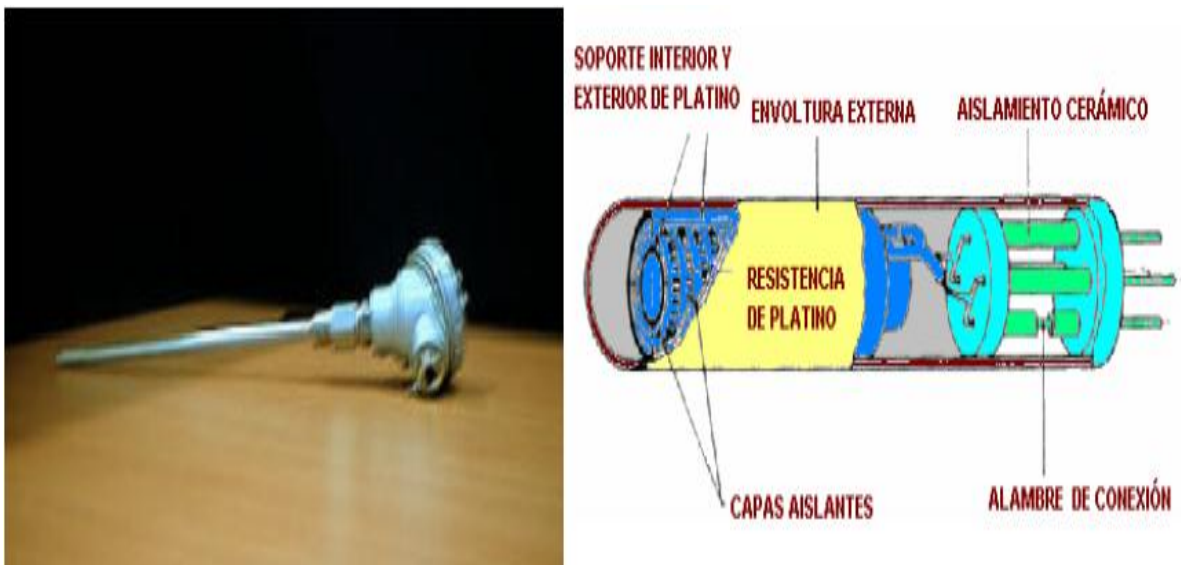 SOPORTE INTERIOR Y
EXTERIOR DE PLATINO
ENVOLTURA EXTERNA
AISLAMIENTO CERÁMICO
RESISTENCIA
DE PLATINO
CAPAS AISLANTES
ALAMBRE DE CONEXIÓN